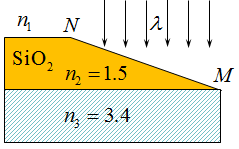 n₁ N λ
SiO₂
n₂ = 1.5 M
n₃ = 3.4